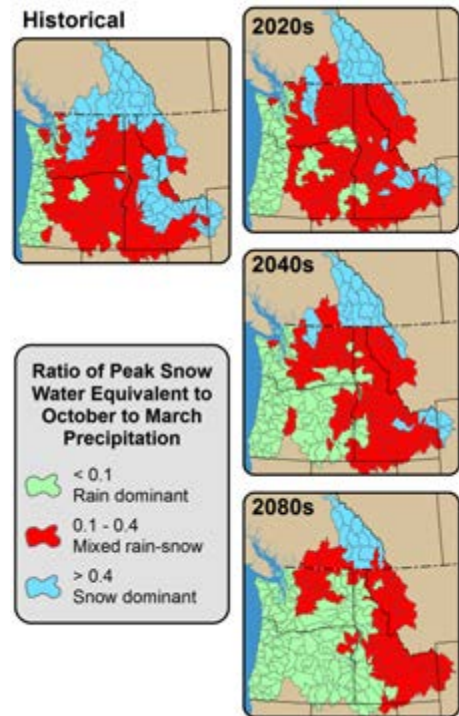 Historical
2020s
2040s
2080s
Ratio of Peak Snow
Water Equivalent to
October to March
Precipitation
< 0.1
Rain dominant
0.1 - 0.4
Mixed rain-snow
> 0.4
Snow dominant